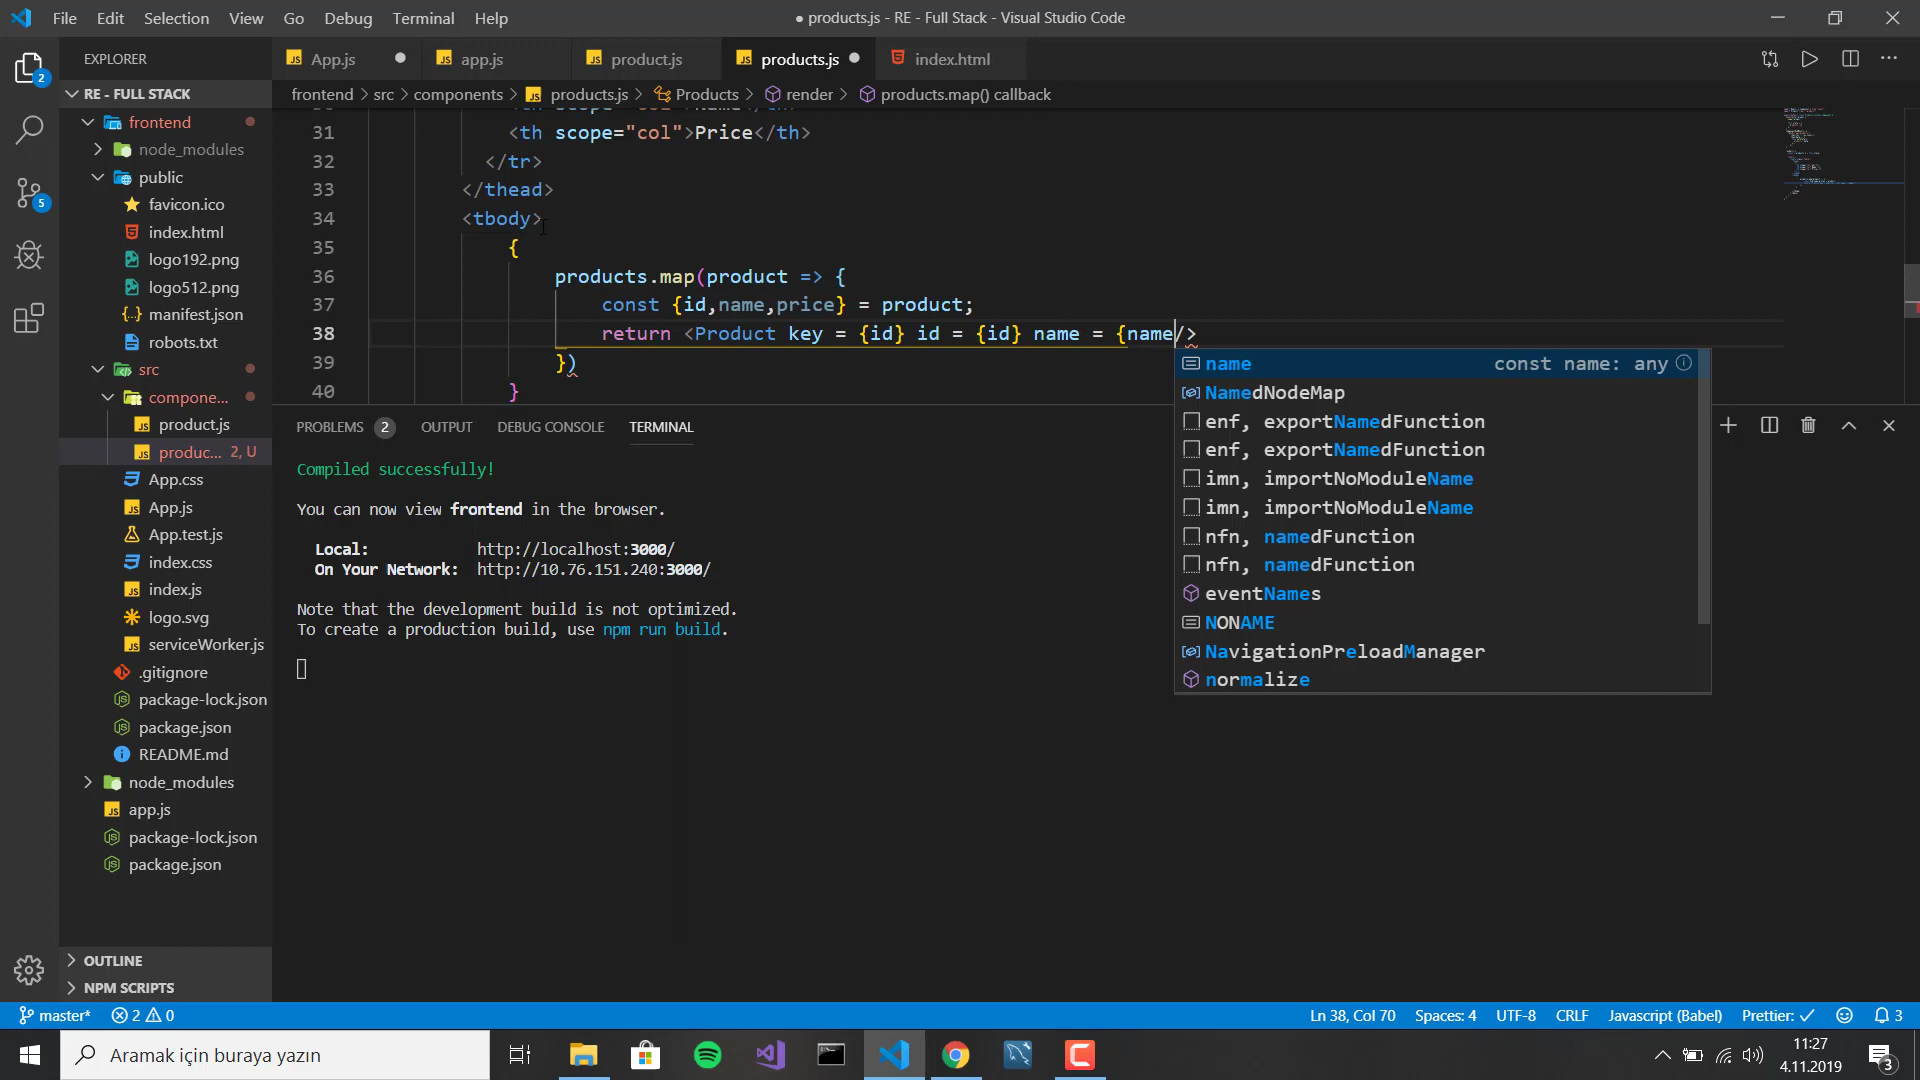 File Edit Selection View Go Debug Terminal Help
● products.js - RE - Full Stack - Visual Studio Code
EXPLORER
App.js
app.js
product.js
products.js
index.html
frontend > src > components > products.js > Products > render > products.map() callback
RE - FULL STACK
frontend
node_modules
public
favicon.ico
index.html
logo192.png
logo512.png
manifest.json
robots.txt
src
compone...
product.js
produc... 2, U
App.css
App.js
App.test.js
index.css
index.js
logo.svg
serviceWorker.js
.gitignore
package-lock.json
package.json
README.md
node_modules
app.js
package-lock.json
package.json
OUTLINE
NPM SCRIPTS
2
5
31 <th scope="col">Price</th>
32 </tr>
33 </thead>
34 <tbody>
35 {
36 products.map(product => {
37 const {id,name,price} = product;
38 return <Product key = {id} id = {id} name = {name/>
39 })
40 }
name const name: any
NamedNodeMap
enf, exportNamedFunction
enf, exportNamedFunction
imn, importNoModuleName
imn, importNoModuleName
nfn, namedFunction
nfn, namedFunction
eventNames
NONAME
NavigationPreloadManager
normalize
PROBLEMS 2 OUTPUT DEBUG CONSOLE TERMINAL
Compiled successfully!
You can now view frontend in the browser.
Local: http://localhost:3000/
On Your Network: http://10.76.151.240:3000/
Note that the development build is not optimized.
To create a production build, use npm run build.
master* 2 0
Ln 38, Col 70 Spaces: 4 UTF-8 CRLF Javascript (Babel) Prettier: ✓ 3
Aramak için buraya yazın
11:27
4.11.2019
3